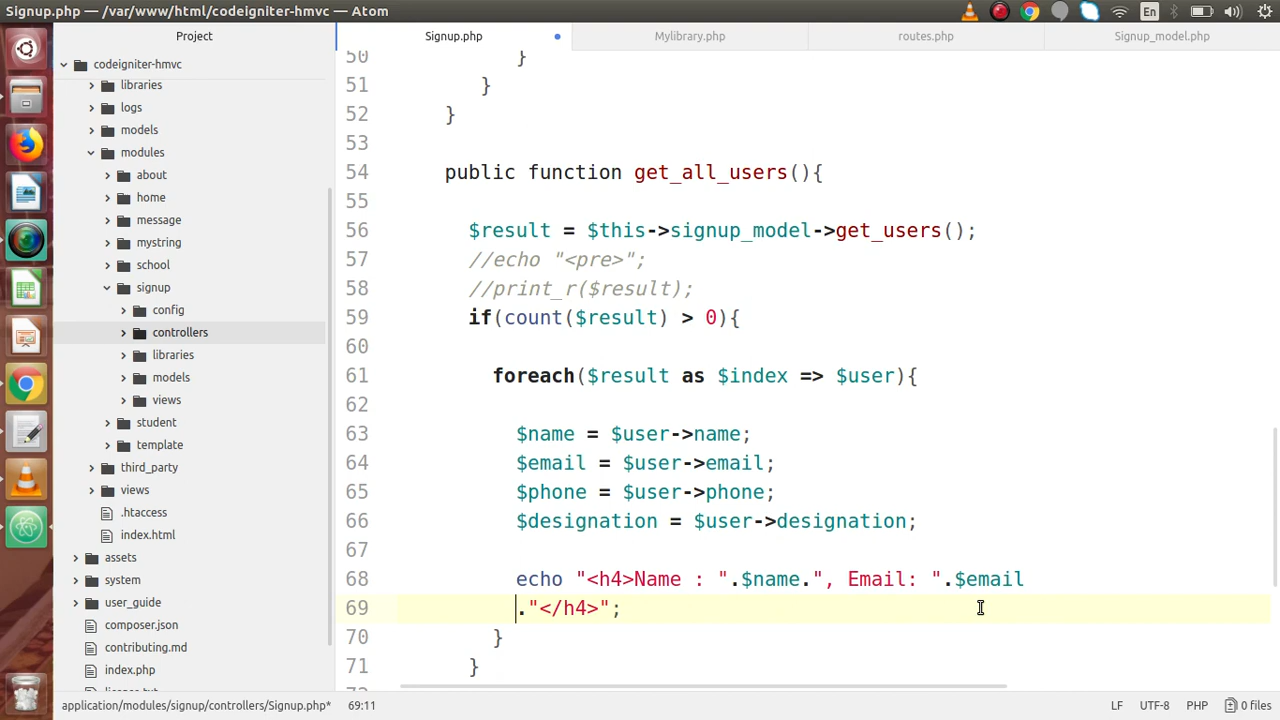 Signup.php — /var/www/html/codeigniter-hmvc — Atom
En
Project
Signup.php
Mylibrary.php
routes.php
Signup_model.php
codeigniter-hmvc
libraries
logs
models
modules
about
home
message
mystring
school
signup
config
controllers
libraries
models
views
student
template
third_party
views
.htaccess
index.html
assets
system
user_guide
composer.json
contributing.md
index.php
50 }
51 }
52 }
53
54 public function get_all_users(){
55
56 $result = $this->signup_model->get_users();
57 //echo "<pre>";
58 //print_r($result);
59 if(count($result) > 0){
60
61 foreach($result as $index => $user){
62
63 $name = $user->name;
64 $email = $user->email;
65 $phone = $user->phone;
66 $designation = $user->designation;
67
68 echo "<h4>Name : ".$name.", Email: ".$email
69 ."</h4>";
70 }
71 }
application/modules/signup/controllers/Signup.php* 69:11 LF UTF-8 PHP 0 files